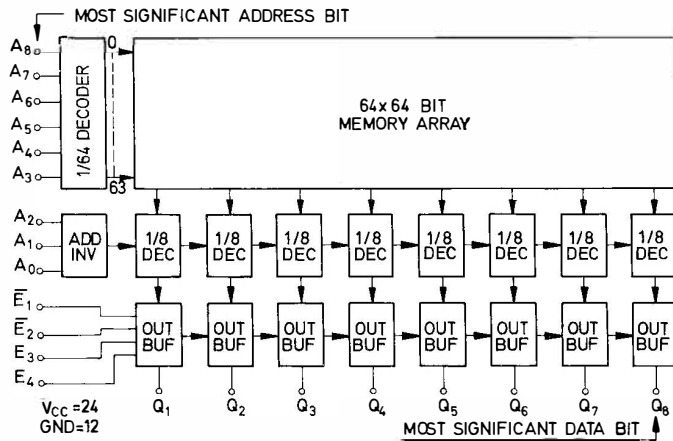 MOST SIGNIFICANT ADDRESS BIT
A8
A7
A6
A5
A4
A3
1/64 DECODER
0
63
64x64 BIT
MEMORY ARRAY
A2
A1
A0
ADD
INV
1/8
DEC
1/8
DEC
1/8
DEC
1/8
DEC
1/8
DEC
1/8
DEC
1/8
DEC
1/8
DEC
E̅1
E̅2
E3
E4
OUT
BUF
OUT
BUF
OUT
BUF
OUT
BUF
OUT
BUF
OUT
BUF
OUT
BUF
OUT
BUF
VCC=24
GND=12
Q1 Q2 Q3 Q4 Q5 Q6 Q7 Q8
MOST SIGNIFICANT DATA BIT